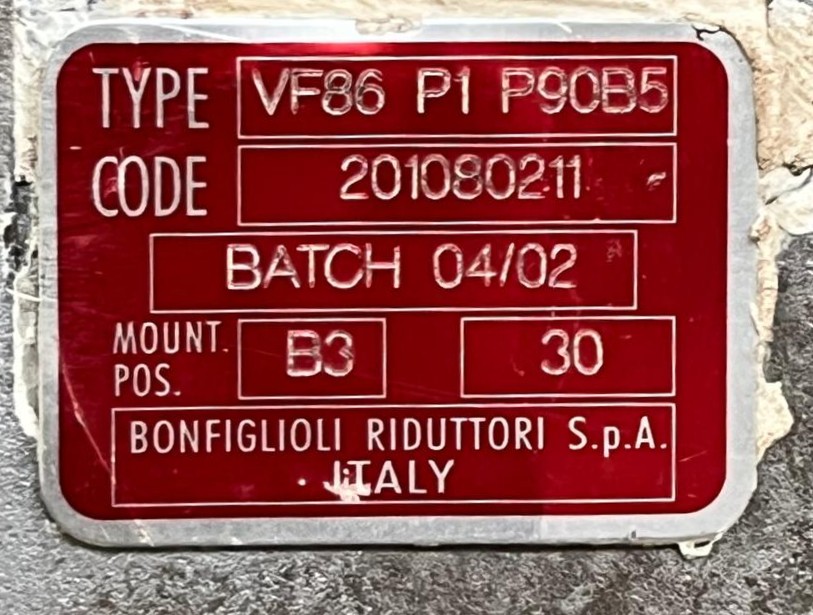 TYPE VF86 P1 P90B5
CODE 201080211
BATCH 04/02
MOUNT. POS. B3 30
BONFIGLIOLI RIDUTTORI S.p.A.
ITALY